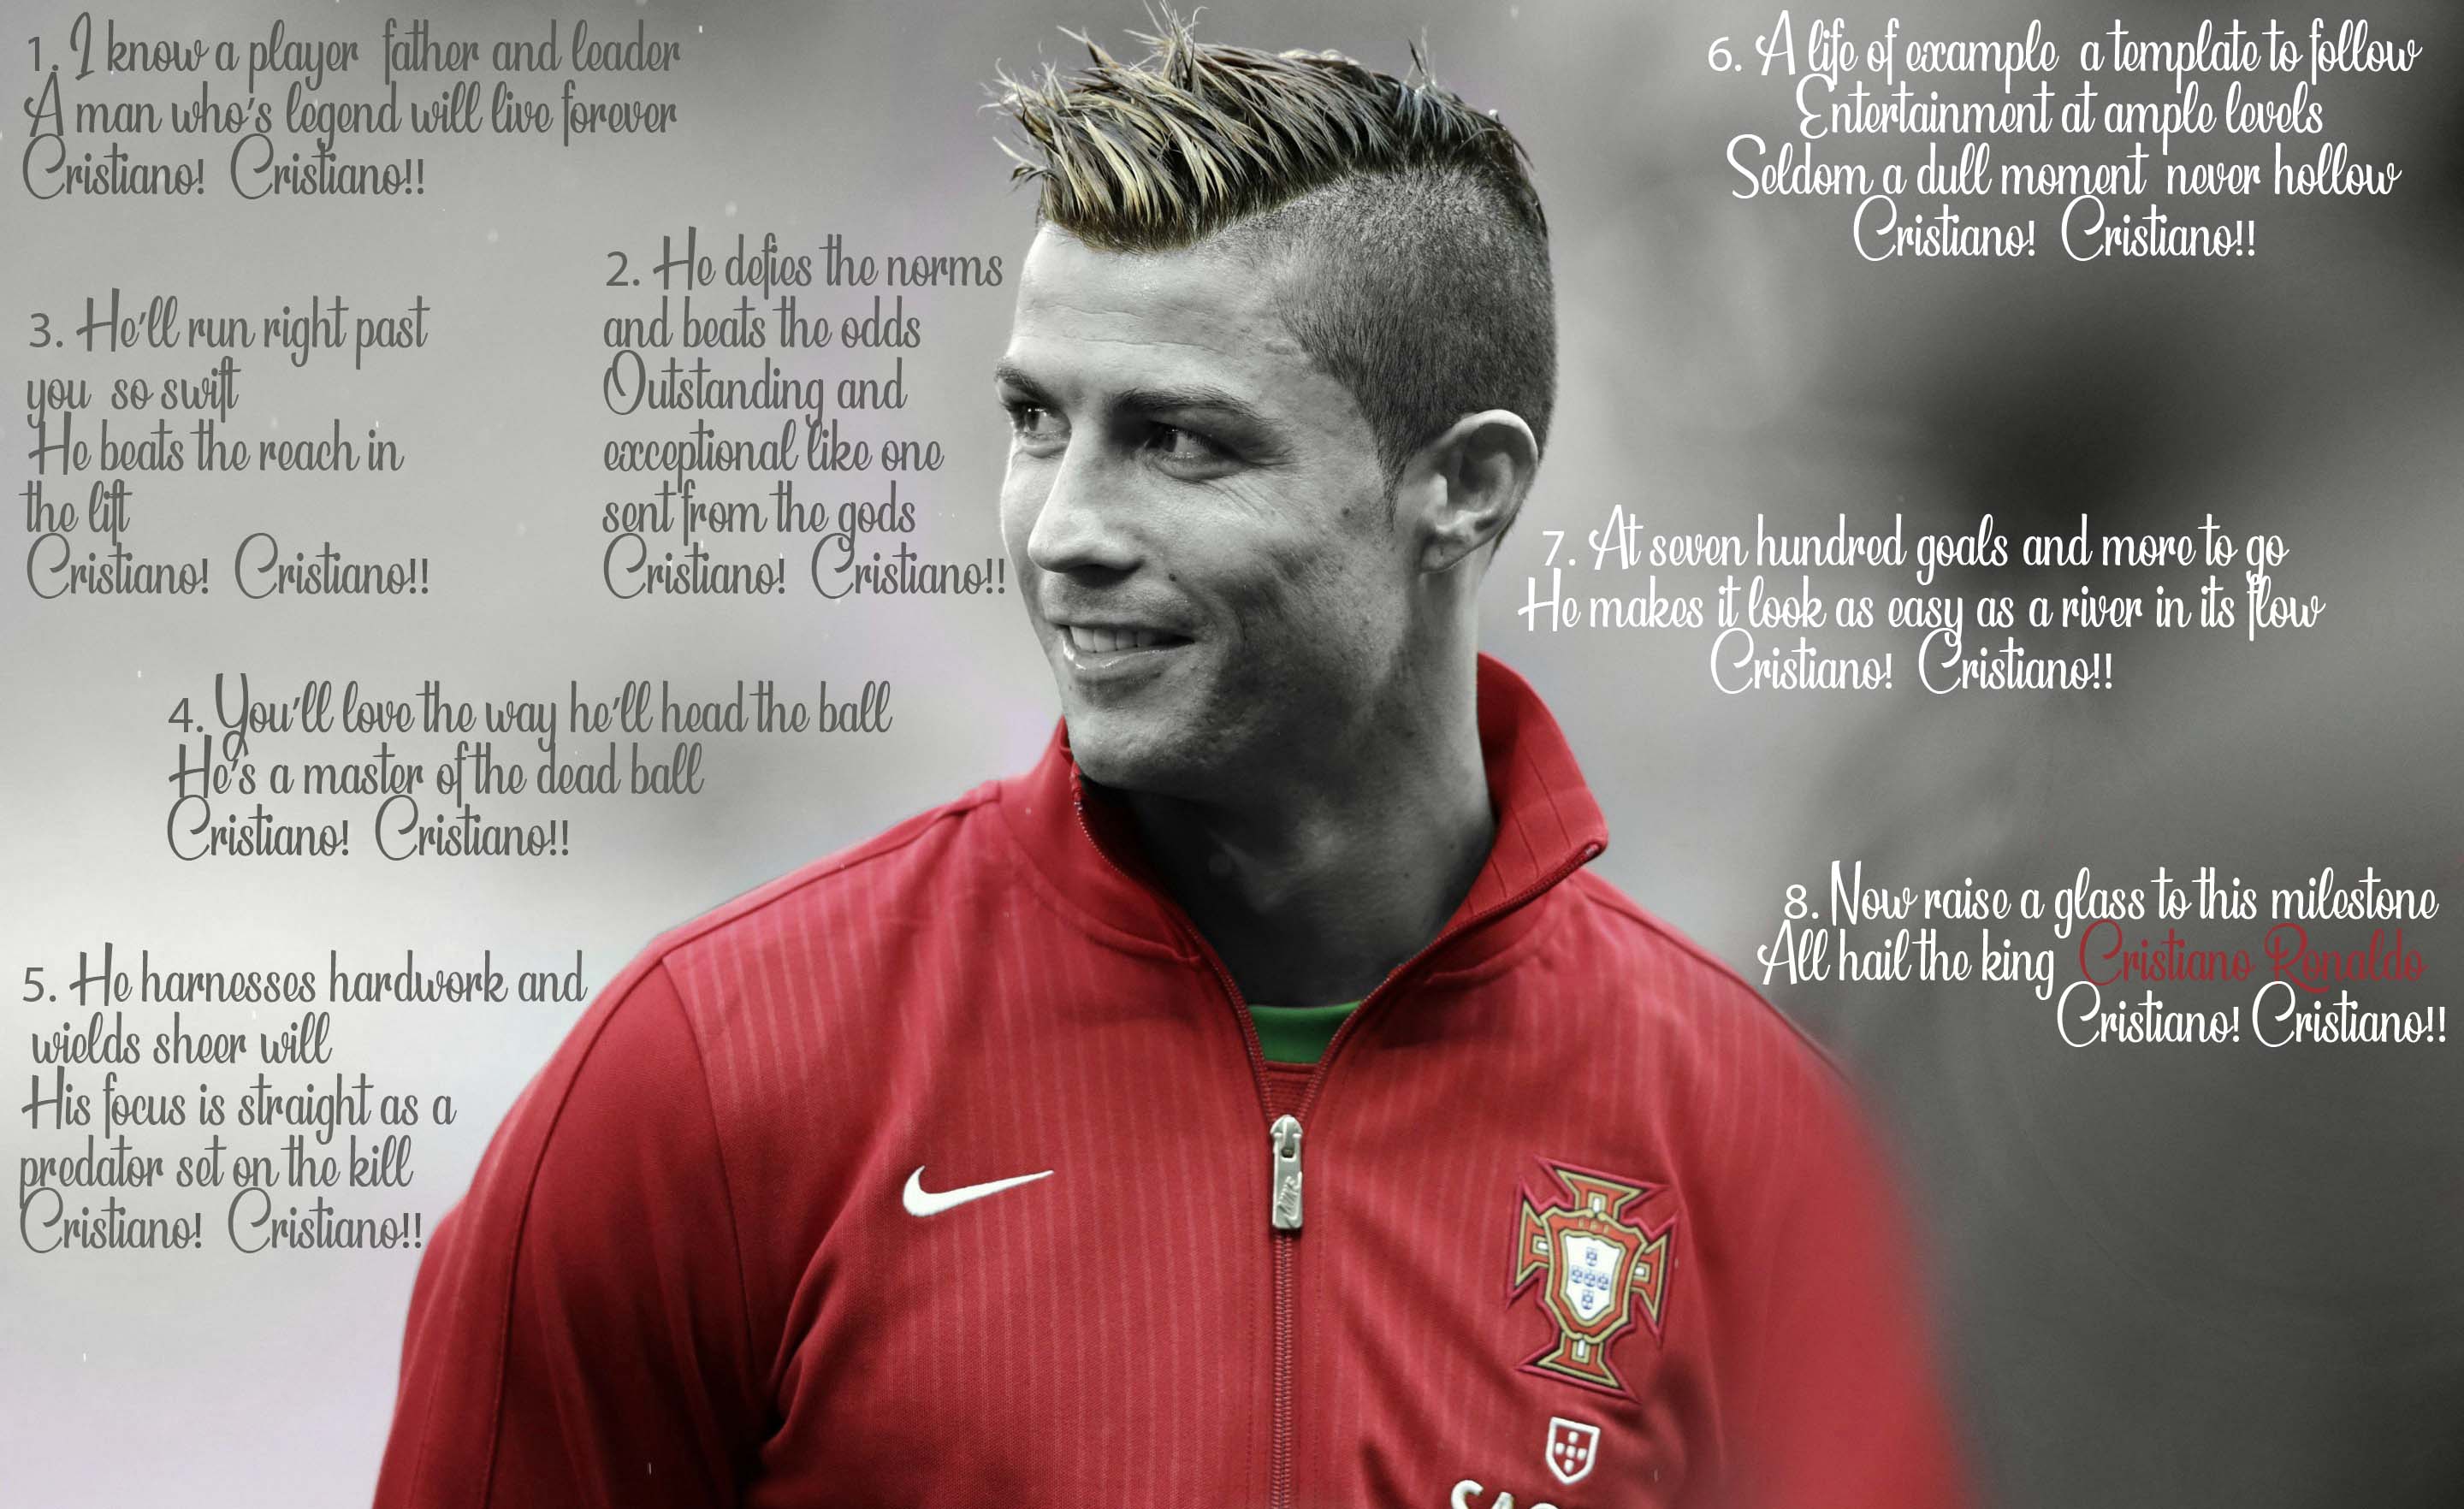 1. I know a player father and leader
A man who's legend will live forever
Cristiano! Cristiano!!
2. He defies the norms
and beats the odds
Outstanding and
exceptional like one
sent from the gods
Cristiano! Cristiano!!
3. He'll run right past
you so swift
He beats the reach in
the lift
Cristiano! Cristiano!!
4. You'll love the way he'll head the ball
He's a master of the dead ball
Cristiano! Cristiano!!
5. He harnesses hardwork and
wields sheer will
His focus is straight as a
predator set on the kill
Cristiano! Cristiano!!
6. A life of example a template to follow
Entertainment at ample levels
Seldom a dull moment never hollow
Cristiano! Cristiano!!
7. At seven hundred goals and more to go
He makes it look as easy as a river in its flow
Cristiano! Cristiano!!
8. Now raise a glass to this milestone
All hail the king Cristiano Ronaldo
Cristiano! Cristiano!!